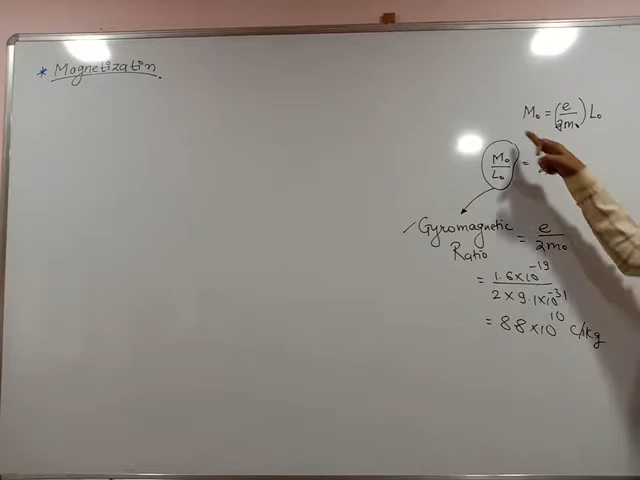 * Magnetizatin
M₀ = (e/2m₀) L₀
M₀/L₀ =
Gyromagnetic Ratio = e/2m₀
= 1.6×10⁻¹⁹ / 2×9.1×10⁻³¹
= 8.8×10¹⁰ C/Kg